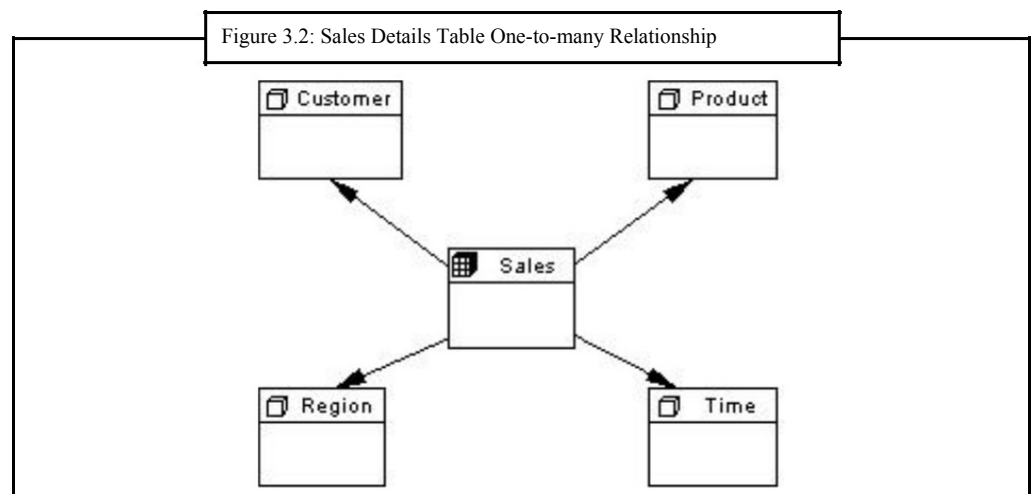 Figure 3.2: Sales Details Table One-to-many Relationship
Customer
Product
Sales
Region
Time